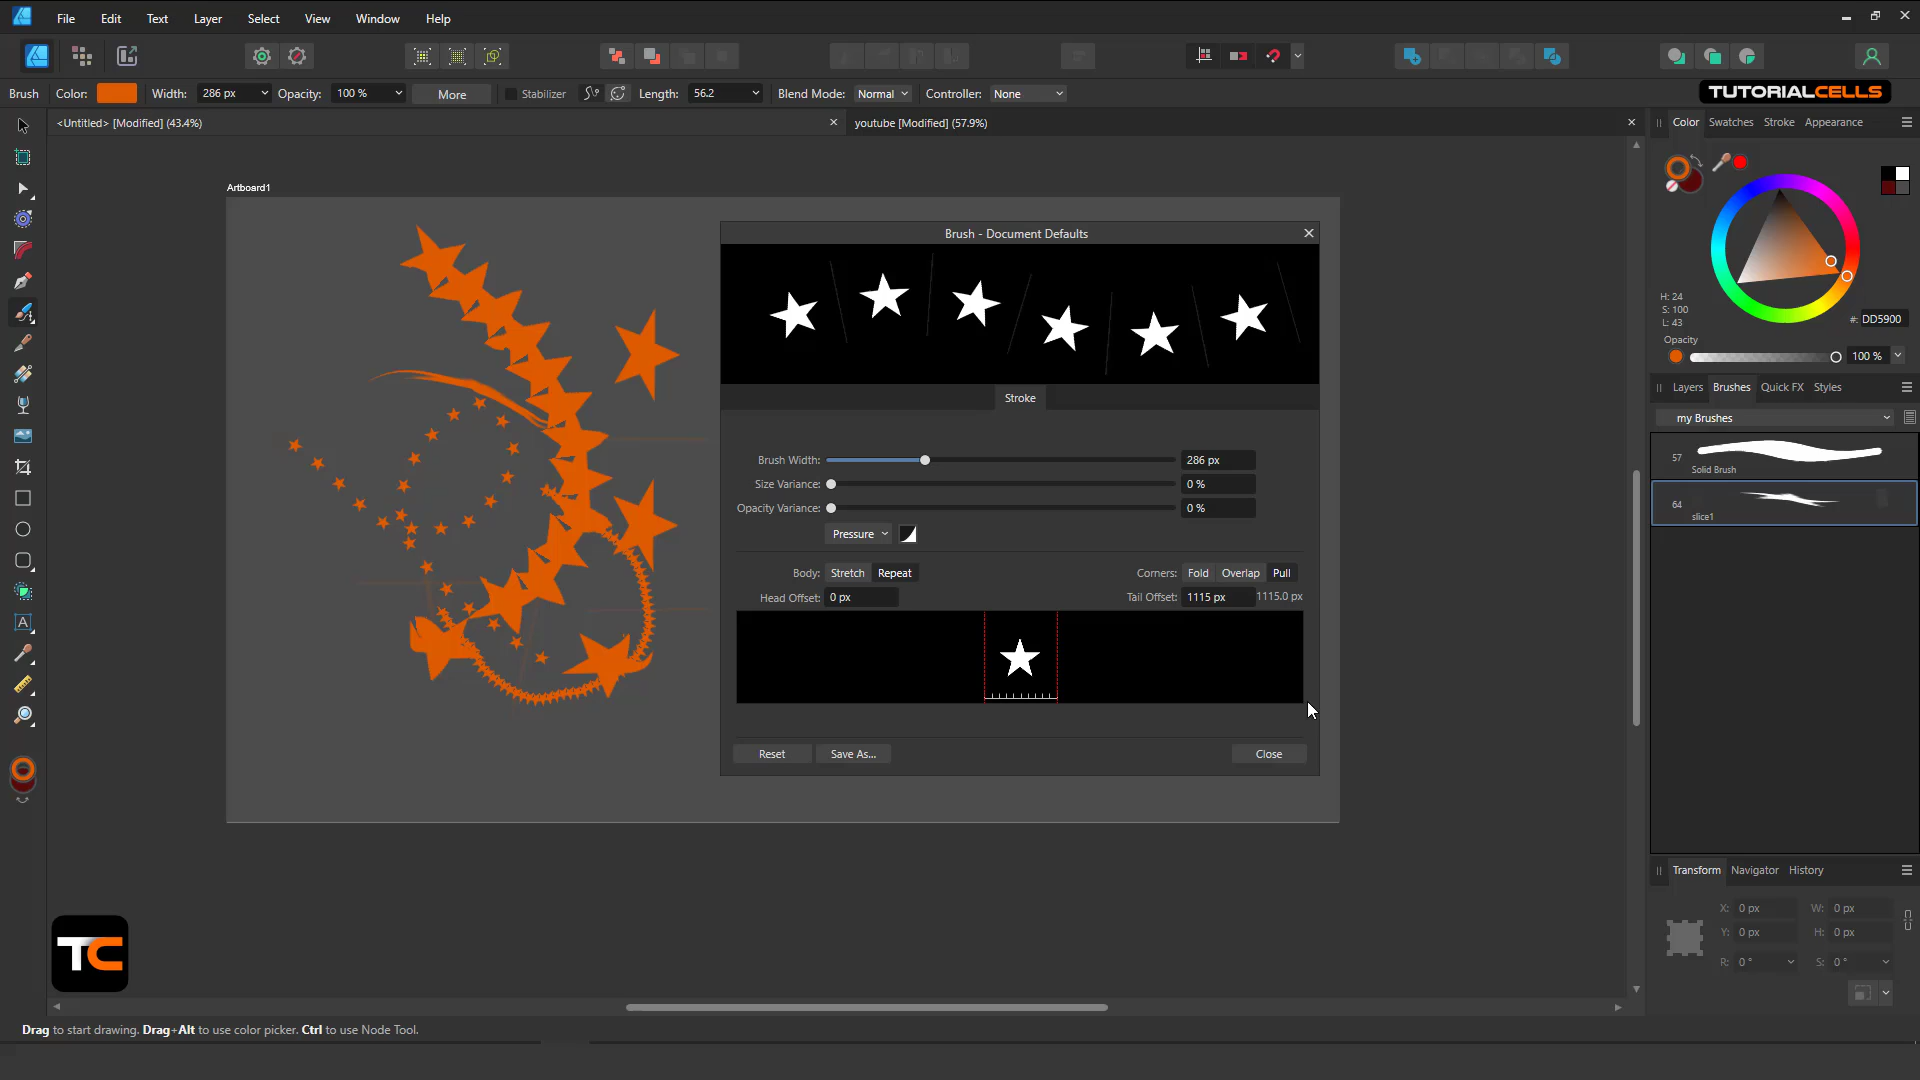 File Edit Text Layer Select View Window Help
Brush Color: Width: 286 px Opacity: 100 % More Stabilizer Length: 56.2 Blend Mode: Normal Controller: None
TUTORIALCELLS
<Untitled> [Modified] (43.4%)
youtube [Modified] (57.9%)
Color Swatches Stroke Appearance
Artboard1
Brush - Document Defaults
H: 24
S: 100
L: 43
#: DD5900
Opacity
100 %
Layers Brushes Quick FX Styles
my Brushes
57
Solid Brush
64
slice1
Stroke
Brush Width: 286 px
Size Variance: 0 %
Opacity Variance: 0 %
Pressure
Body: Stretch Repeat Corners: Fold Overlap Pull
Head Offset: 0 px Tail Offset: 1115 px 1115.0 px
Reset Save As... Close
Transform Navigator History
X: 0 px W: 0 px
Y: 0 px H: 0 px
R: 0 ° S: 0 °
A
TC
Drag to start drawing. Drag+Alt to use color picker. Ctrl to use Node Tool.